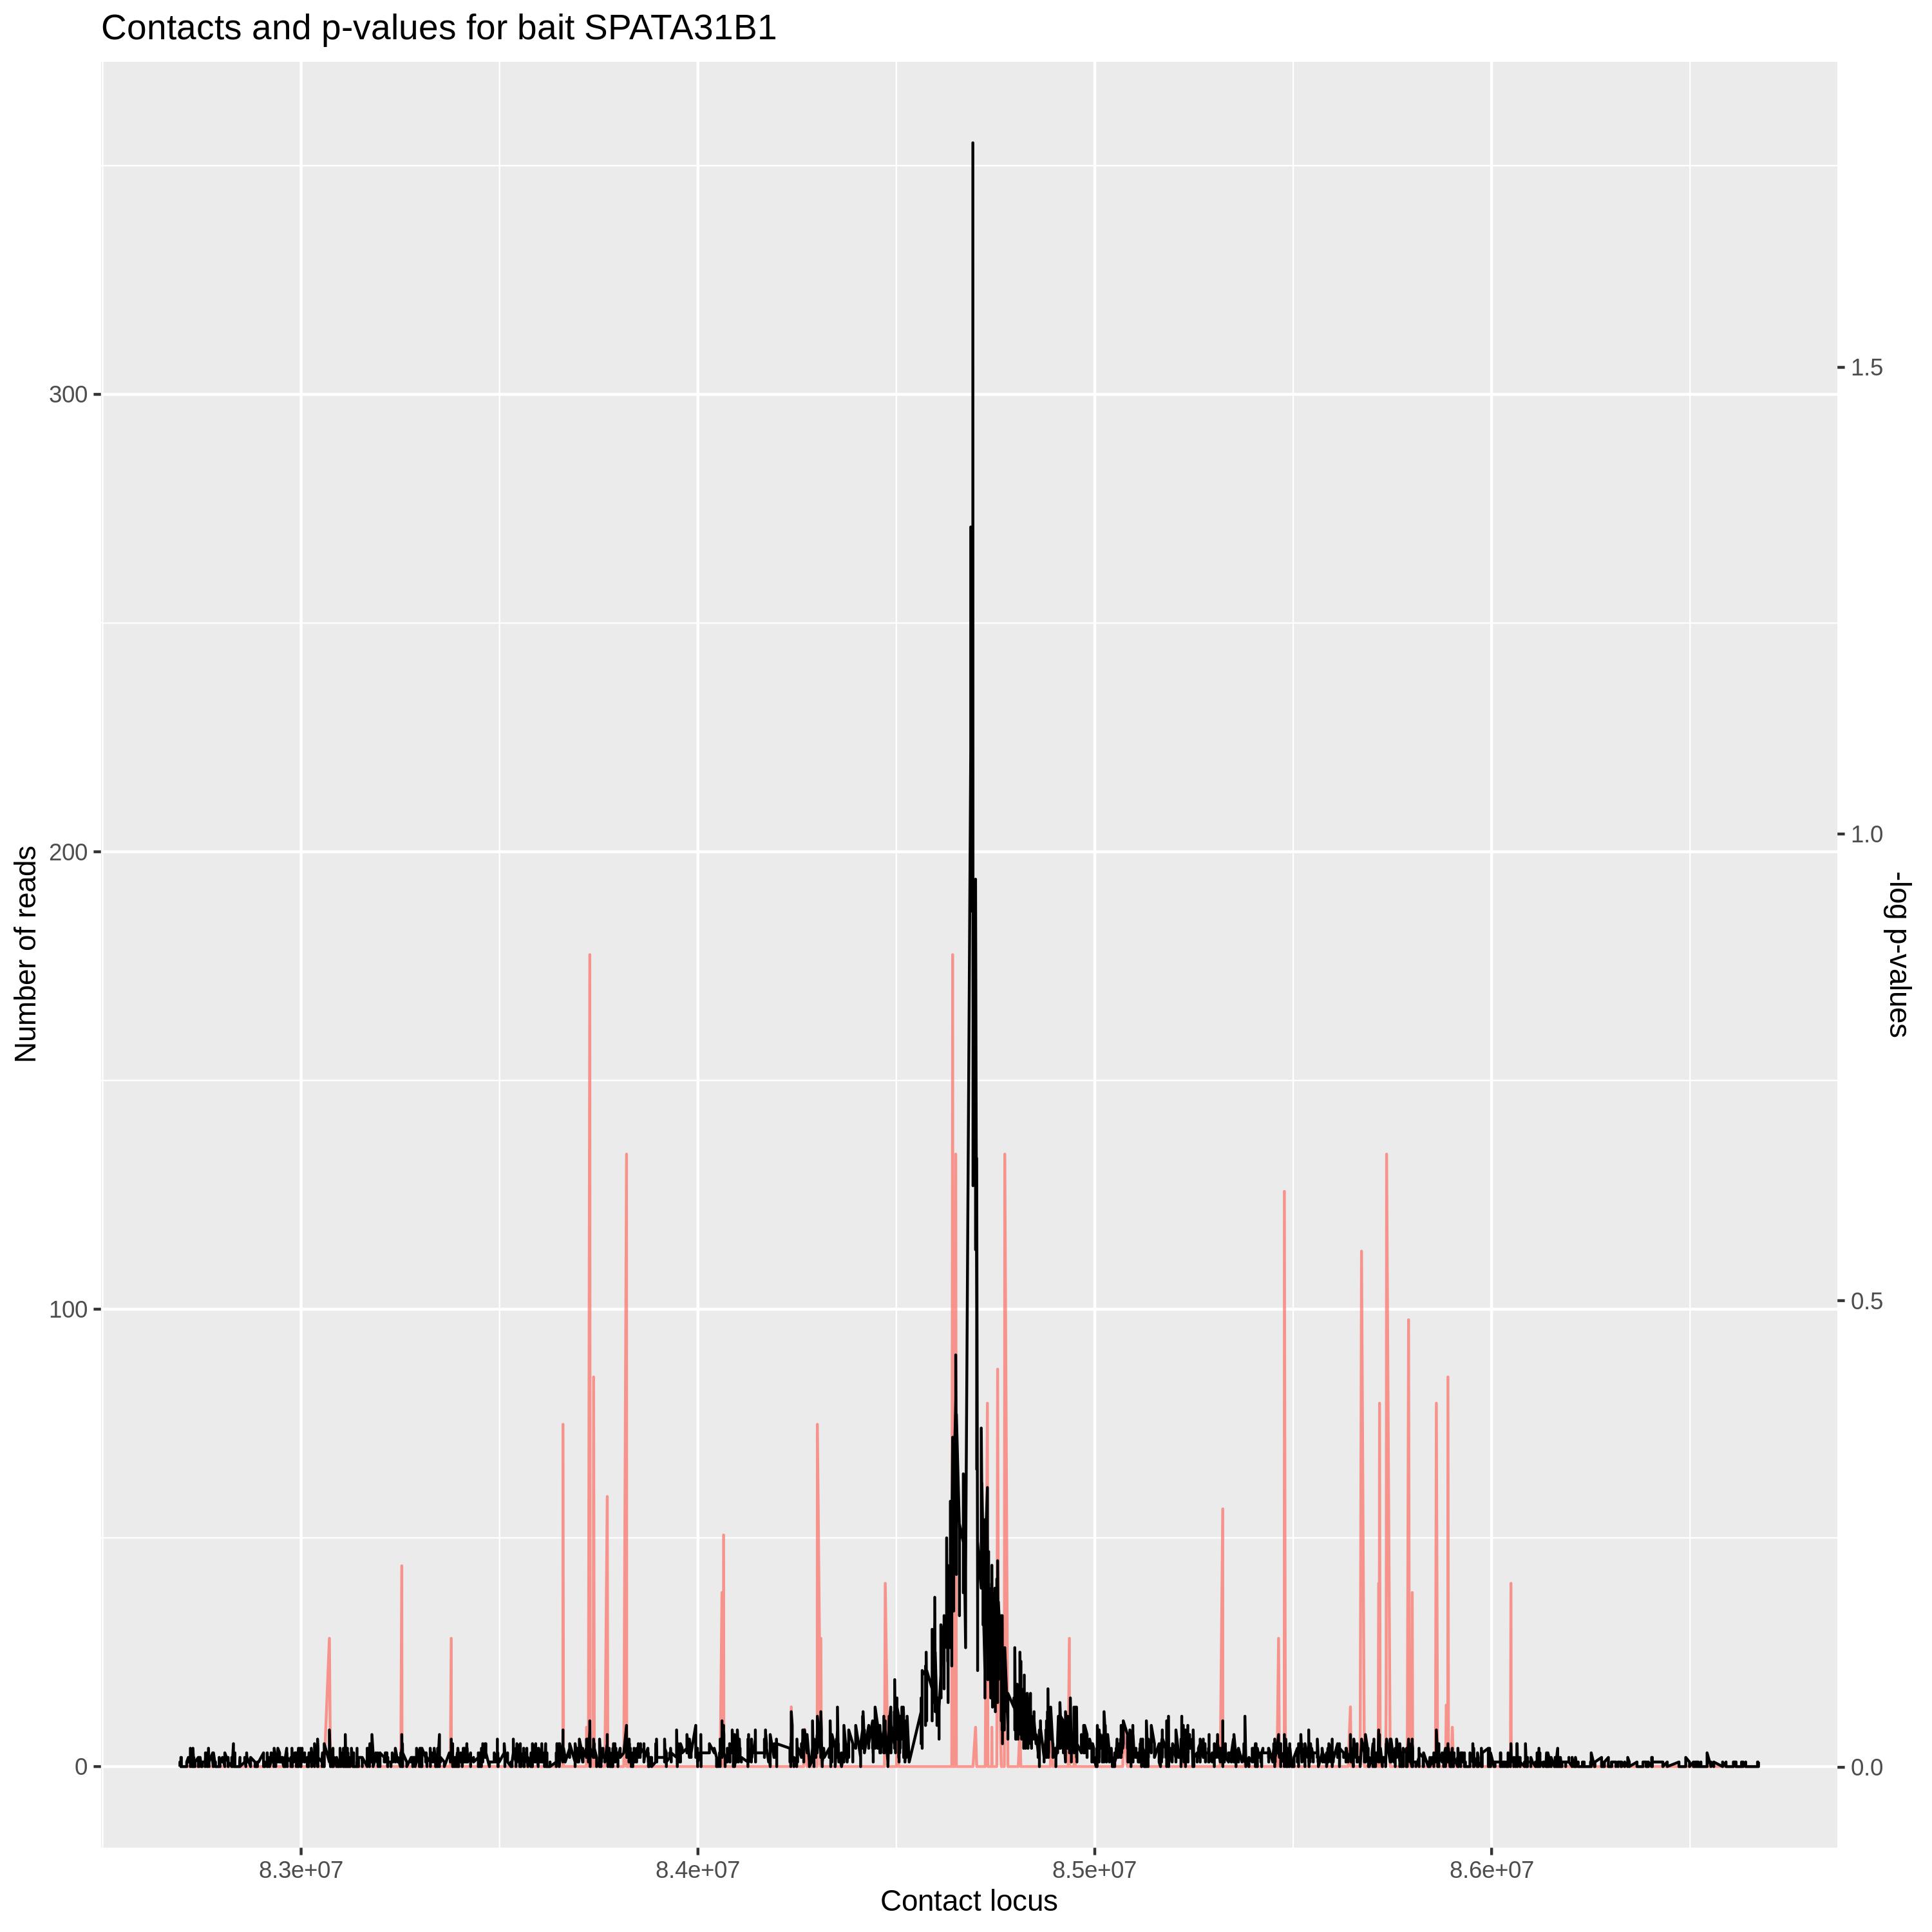 Contacts and p-values for bait SPATA31B1
300
200
100
0
Number of reads
1.5
1.0
0.5
0.0
-log p-values
8.3e+07
8.4e+07
8.5e+07
8.6e+07
Contact locus